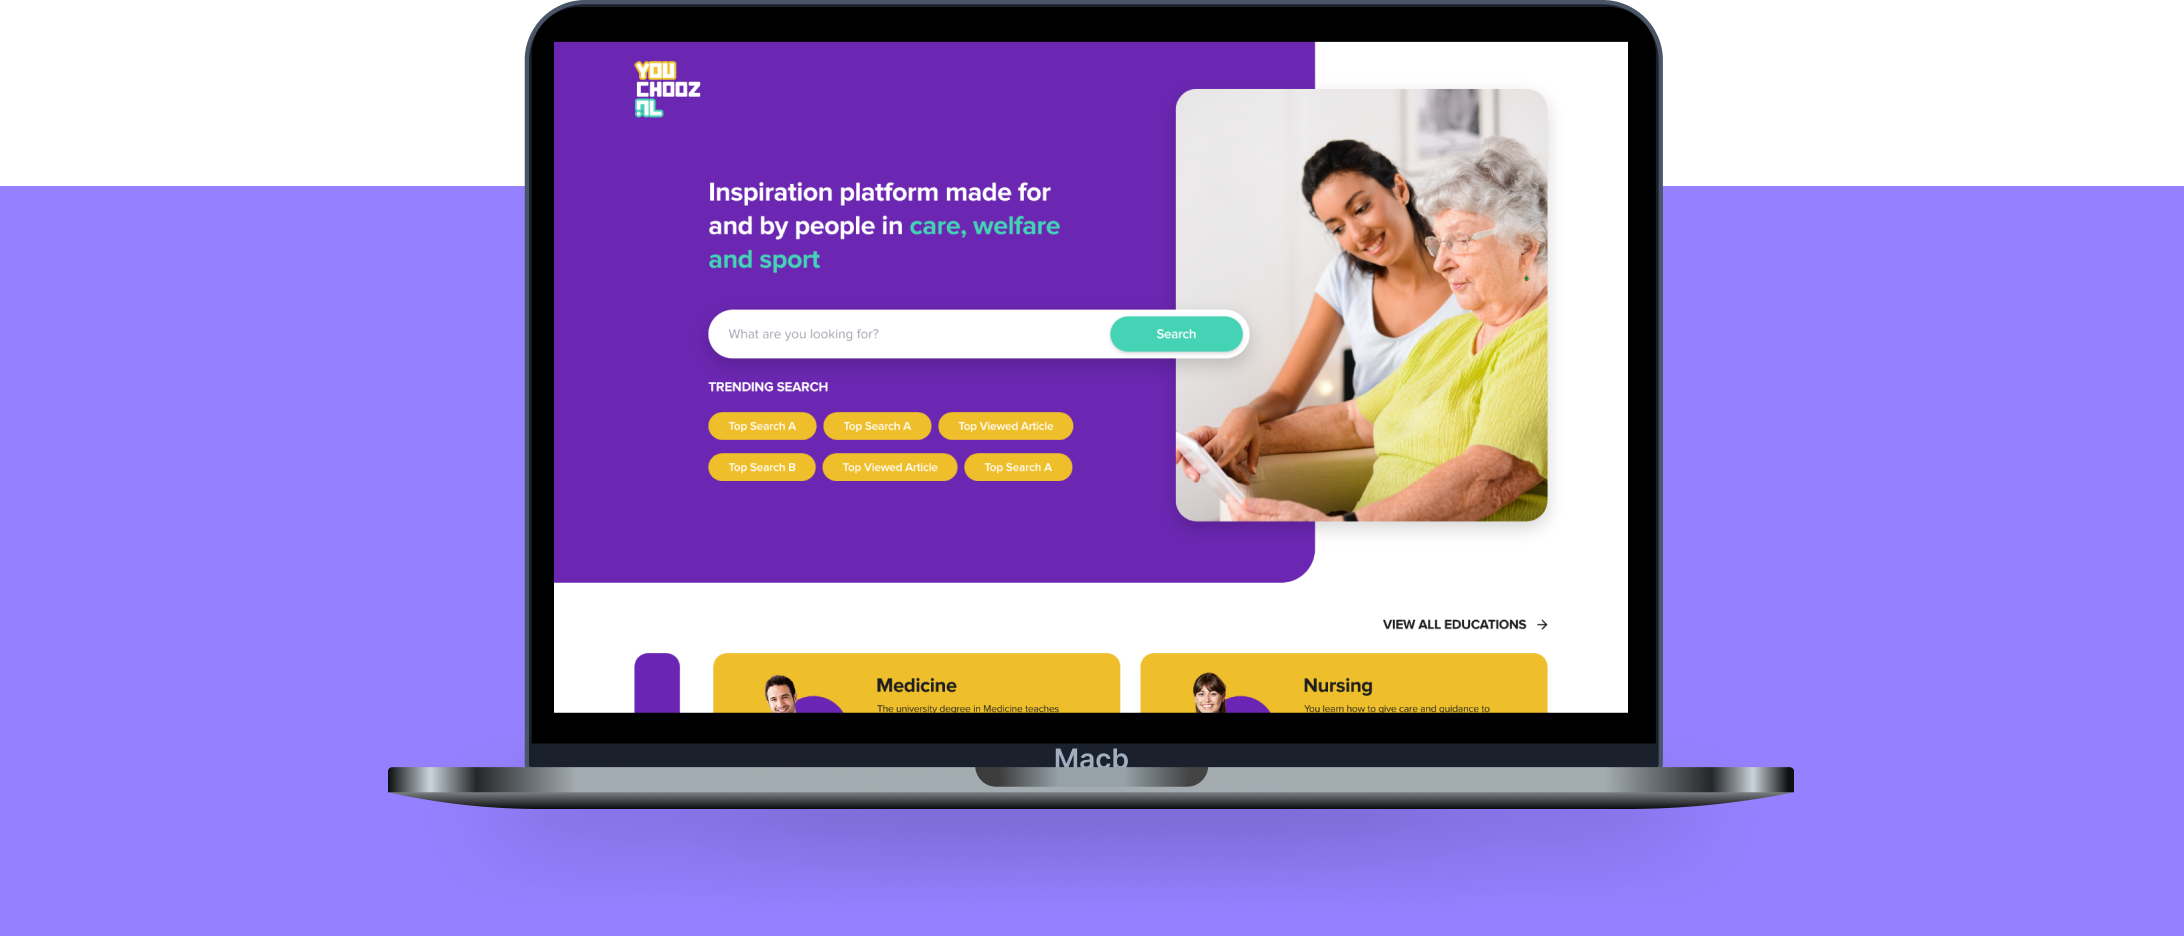 YOU
CHOOZ
.NL
Inspiration platform made for
and by people in care, welfare
and sport
What are you looking for?
Search
TRENDING SEARCH
Top Search A
Top Search A
Top Viewed Article
Top Search B
Top Viewed Article
Top Search A
VIEW ALL EDUCATIONS
Medicine
The university degree in Medicine teaches
Nursing
You learn how to give care and guidance to
Macb